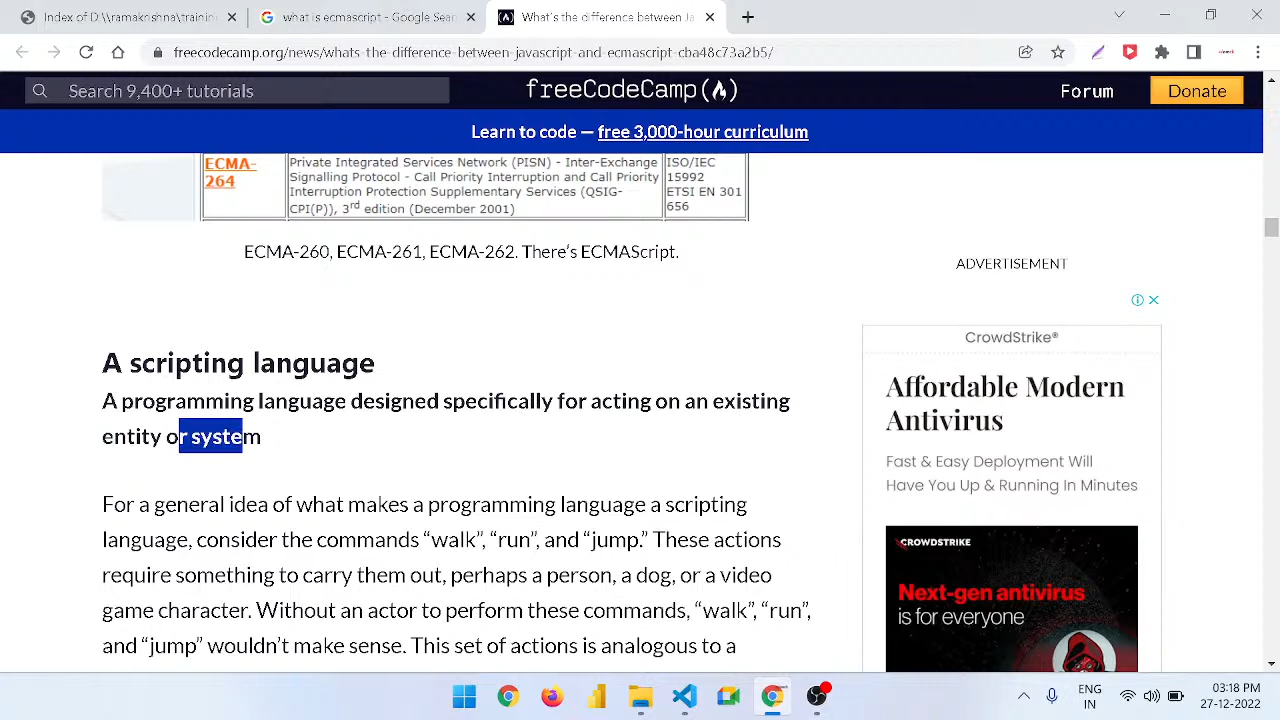 Index of D:\Vanmakrishnan\stud
mascript vs ecmascript - Google Sear
What's the difference between Ja
freecodecamp.org/news/whats-the-difference-between-javascript-and-ecmascript-cba48c73a2b5/
Search 9,400+ tutorials
freeCodeCamp
Forum
Donate
Learn to code — free 3,000-hour curriculum
ECMA-
264
Private Integrated Services Network (PISN) - Inter-Exchange
Signalling Protocol - Call Priority Interruption and Call Priority
Interruption Protection Supplementary Services (QSIG-
CPI(P)), 3rd edition (December 2001)
ISO/IEC
15992
ETSI EN 301
656
ECMA-260, ECMA-261, ECMA-262. There’s ECMAScript.
ADVERTISEMENT
A scripting language
A programming language designed specifically for acting on an existing
entity or system
For a general idea of what makes a programming language a scripting
language, consider the commands “walk”, “run”, and “jump.” These actions
require something to carry them out, perhaps a person, a dog, or a video
game character. Without an actor to perform these commands, “walk”, “run”,
and “jump” wouldn’t make sense. This set of actions is analogous to a
CrowdStrike®
Affordable Modern
Antivirus
Fast & Easy Deployment Will
Have You Up & Running In Minutes
CROWDSTRIKE
Next-gen antivirus
is for everyone
ENG
IN
03:18 PM
27-12-2022